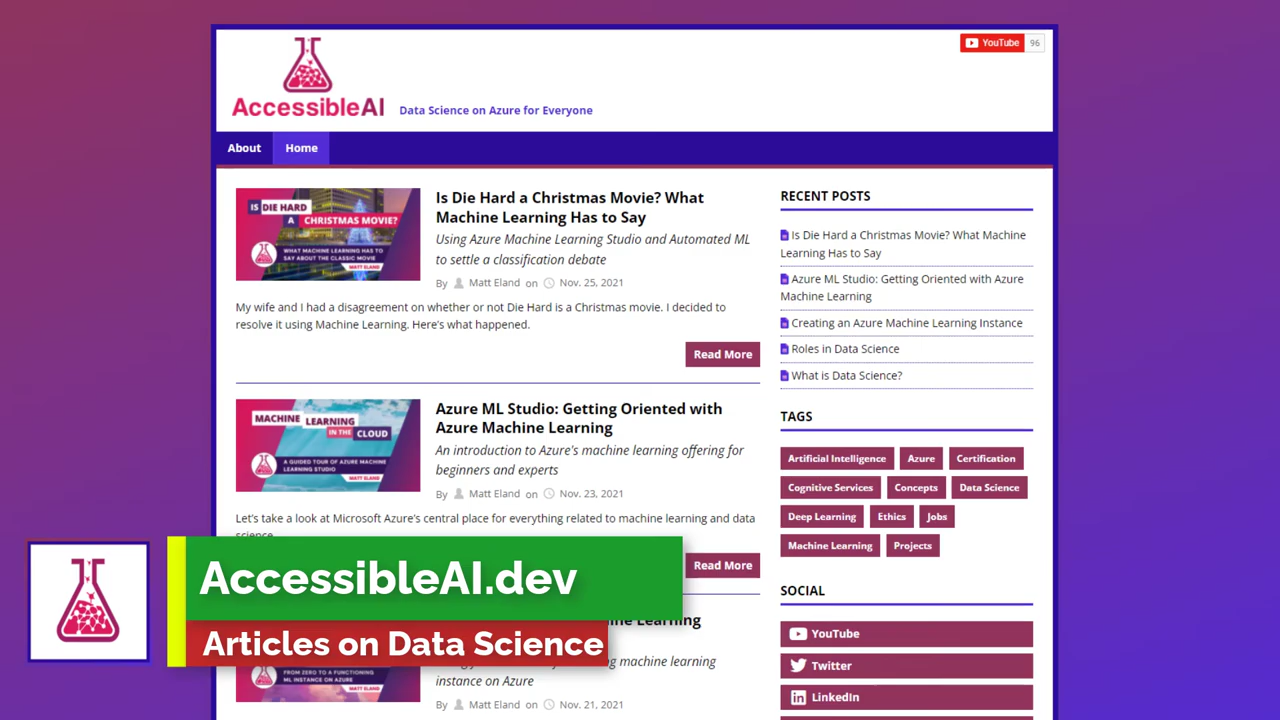 AccessibleAI
Data Science on Azure for Everyone
YouTube 96
About
Home
IS DIE HARD
A CHRISTMAS MOVIE?
WHAT MACHINE LEARNING HAS TO
SAY ABOUT THE CLASSIC MOVIE
MATT ELAND
Is Die Hard a Christmas Movie? What
Machine Learning Has to Say
Using Azure Machine Learning Studio and Automated ML
to settle a classification debate
By Matt Eland on Nov. 25, 2021
My wife and I had a disagreement on whether or not Die Hard is a Christmas movie. I decided to
resolve it using Machine Learning. Here's what happened.
Read More
MACHINE LEARNING
IN THE CLOUD
A GUIDED TOUR OF AZURE MACHINE
LEARNING STUDIO
MATT ELAND
Azure ML Studio: Getting Oriented with
Azure Machine Learning
An introduction to Azure's machine learning offering for
beginners and experts
By Matt Eland on Nov. 23, 2021
Let's take a look at Microsoft Azure's central place for everything related to machine learning and data
science.
Read More
FROM ZERO TO A FUNCTIONING
ML INSTANCE ON AZURE
MATT ELAND
Learning
machine learning
instance on Azure
By Matt Eland on Nov. 21, 2021
RECENT POSTS
Is Die Hard a Christmas Movie? What Machine
Learning Has to Say
Azure ML Studio: Getting Oriented with Azure
Machine Learning
Creating an Azure Machine Learning Instance
Roles in Data Science
What is Data Science?
TAGS
Artificial Intelligence Azure Certification
Cognitive Services Concepts Data Science
Deep Learning Ethics Jobs
Machine Learning Projects
SOCIAL
YouTube
Twitter
LinkedIn
AccessibleAI.dev
Articles on Data Science